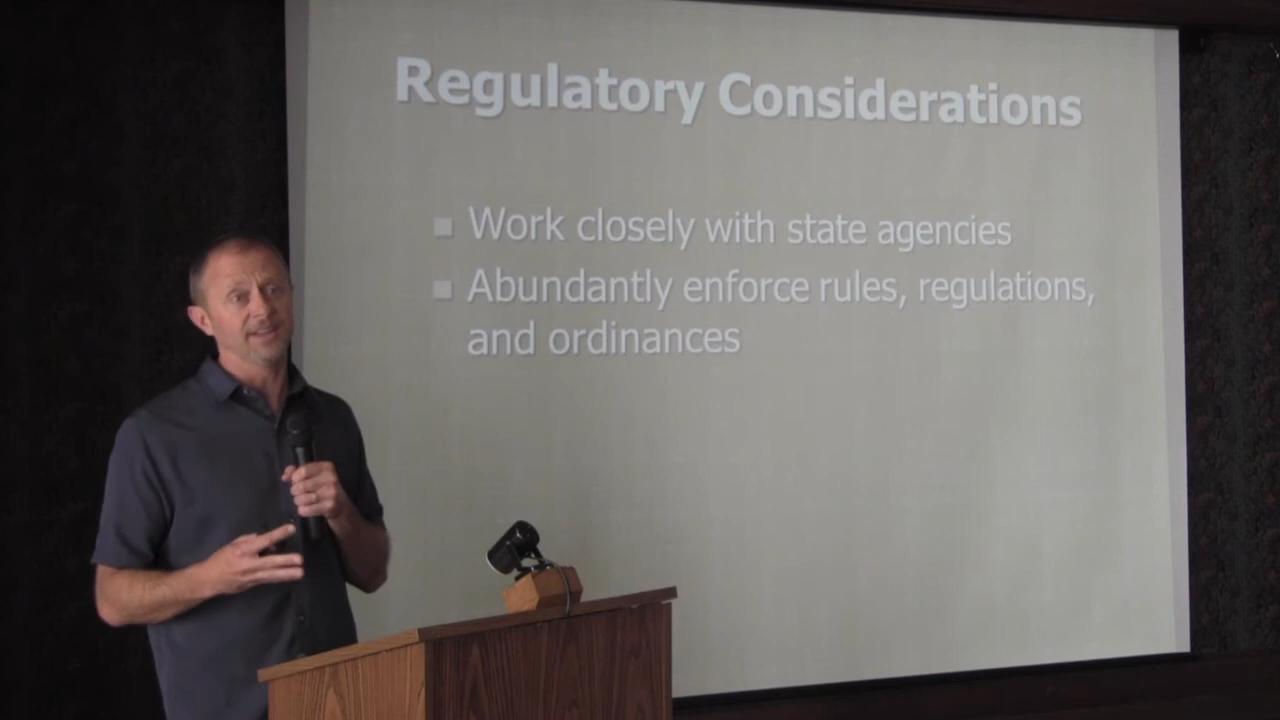 Regulatory Considerations
Work closely with state agencies
Abundantly enforce rules, regulations,
and ordinances